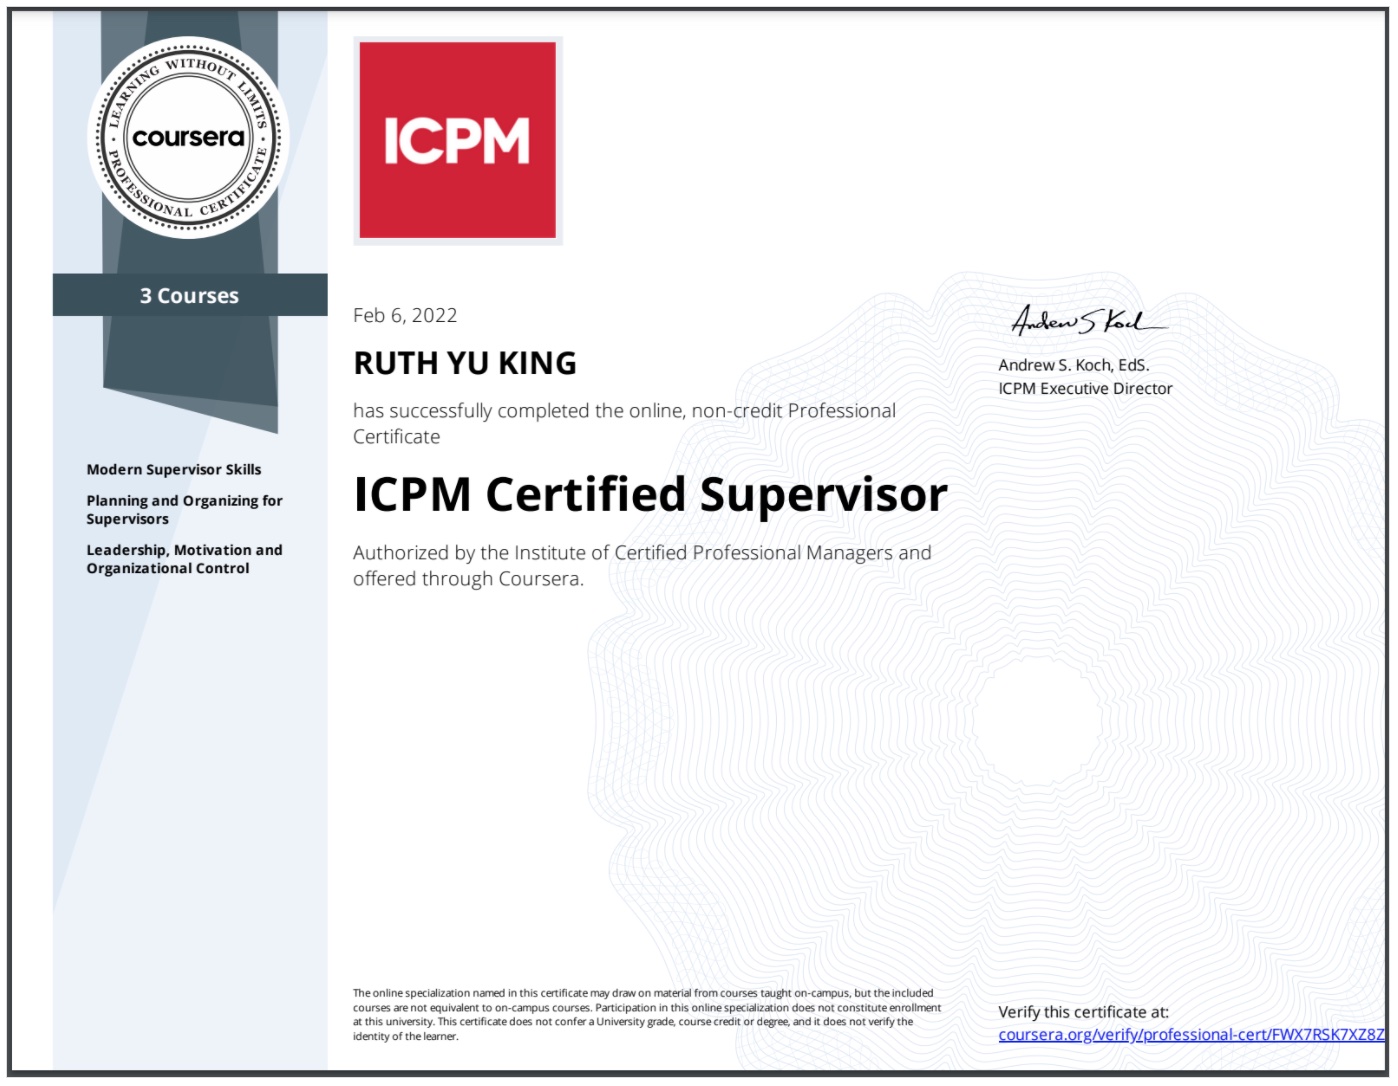 LEARNING WITHOUT LIMITS
coursera
PROFESSIONAL CERTIFICATE
ICPM
3 Courses
Modern Supervisor Skills
Planning and Organizing for
Supervisors
Leadership, Motivation and
Organizational Control
Feb 6, 2022
RUTH YU KING
has successfully completed the online, non-credit Professional
Certificate
ICPM Certified Supervisor
Authorized by the Institute of Certified Professional Managers and
offered through Coursera.
Andrew S Koch
Andrew S. Koch, EdS.
ICPM Executive Director
The online specialization named in this certificate may draw on material from courses taught on-campus, but the included
courses are not equivalent to on-campus courses. Participation in this online specialization does not constitute enrollment
at this university. This certificate does not confer a University grade, course credit or degree, and it does not verify the
identity of the learner.
Verify this certificate at:
coursera.org/verify/professional-cert/FWX7RSK7XZ8Z